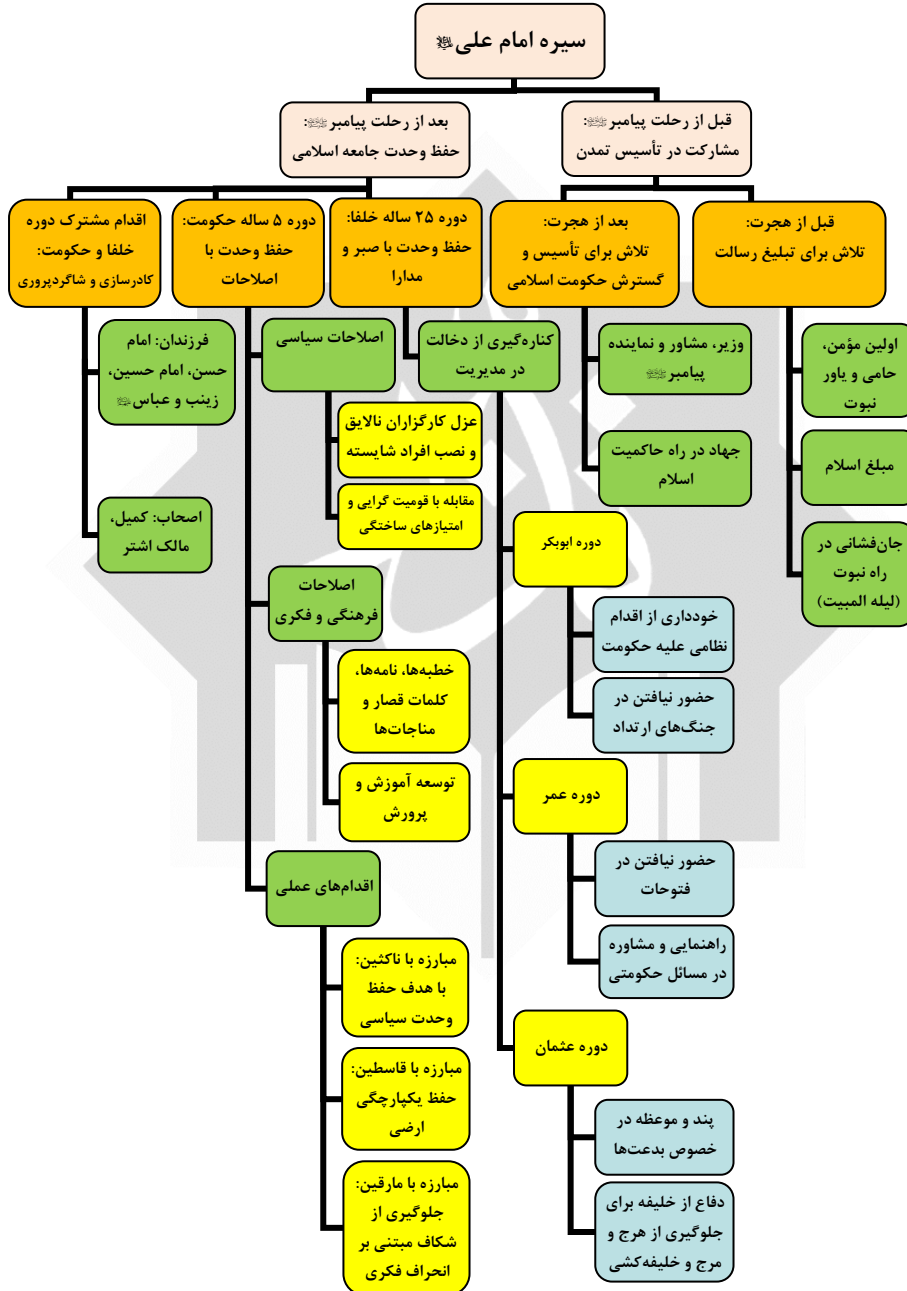 سیره امام علی﷣
قبل از رحلت پیامبر:
مشارکت در تأسیس تمدن
بعد از رحلت پیامبر:
حفظ وحدت جامعه اسلامی
قبل از هجرت:
تلاش برای تبلیغ رسالت
بعد از هجرت:
تلاش برای تأسیس و
گسترش حکومت اسلامی
دوره ۲۵ ساله خلفا:
حفظ وحدت با صبر و
مدارا
دوره ۵ ساله حکومت:
حفظ وحدت با
اصلاحات
اقدام مشترک دوره
خلفا و حکومت:
کادرسازی و شاگردپروری
اولین مؤمن،
حامی و یاور
نبوت
مبلغ اسلام
جان‌فشانی در
راه نبوت
(لیله المبیت)
وزیر، مشاور و نماینده
پیامبر
جهاد در راه حاکمیت
اسلام
کناره‌گیری از دخالت
در مدیریت
دوره ابوبکر
خودداری از اقدام
نظامی علیه حکومت
حضور نیافتن در
جنگ‌های ارتداد
دوره عمر
حضور نیافتن در
فتوحات
راهنمایی و مشاوره
در مسائل حکومتی
دوره عثمان
پند و موعظه در
خصوص بدعت‌ها
دفاع از خلیفه برای
جلوگیری از هرج و
مرج و خلیفه‌کشی
اصلاحات سیاسی
عزل کارگزاران نالایق
و نصب افراد شایسته
مقابله با قومیت گرایی و
امتیازهای ساختگی
اصلاحات
فرهنگی و فکری
خطبه‌ها، نامه‌ها،
کلمات قصار و
مناجات‌ها
توسعه آموزش و
پرورش
اقدام‌های عملی
مبارزه با ناکثین:
با هدف حفظ
وحدت سیاسی
مبارزه با قاسطین:
حفظ یکپارچگی
ارضی
مبارزه با مارقین:
جلوگیری از
شکاف مبتنی بر
انحراف فکری
فرزندان: امام
حسن، امام حسین،
زینب و عباس
اصحاب: کمیل،
مالک اشتر